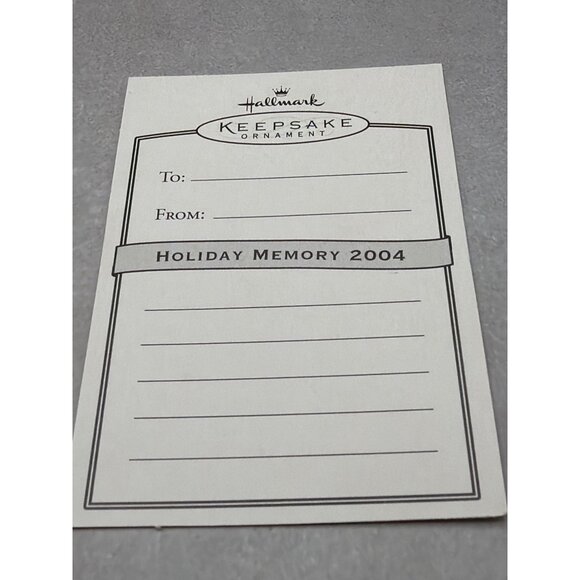 Hallmark
KEEPSAKE
ORNAMENT
TO:
FROM:
HOLIDAY MEMORY 2004